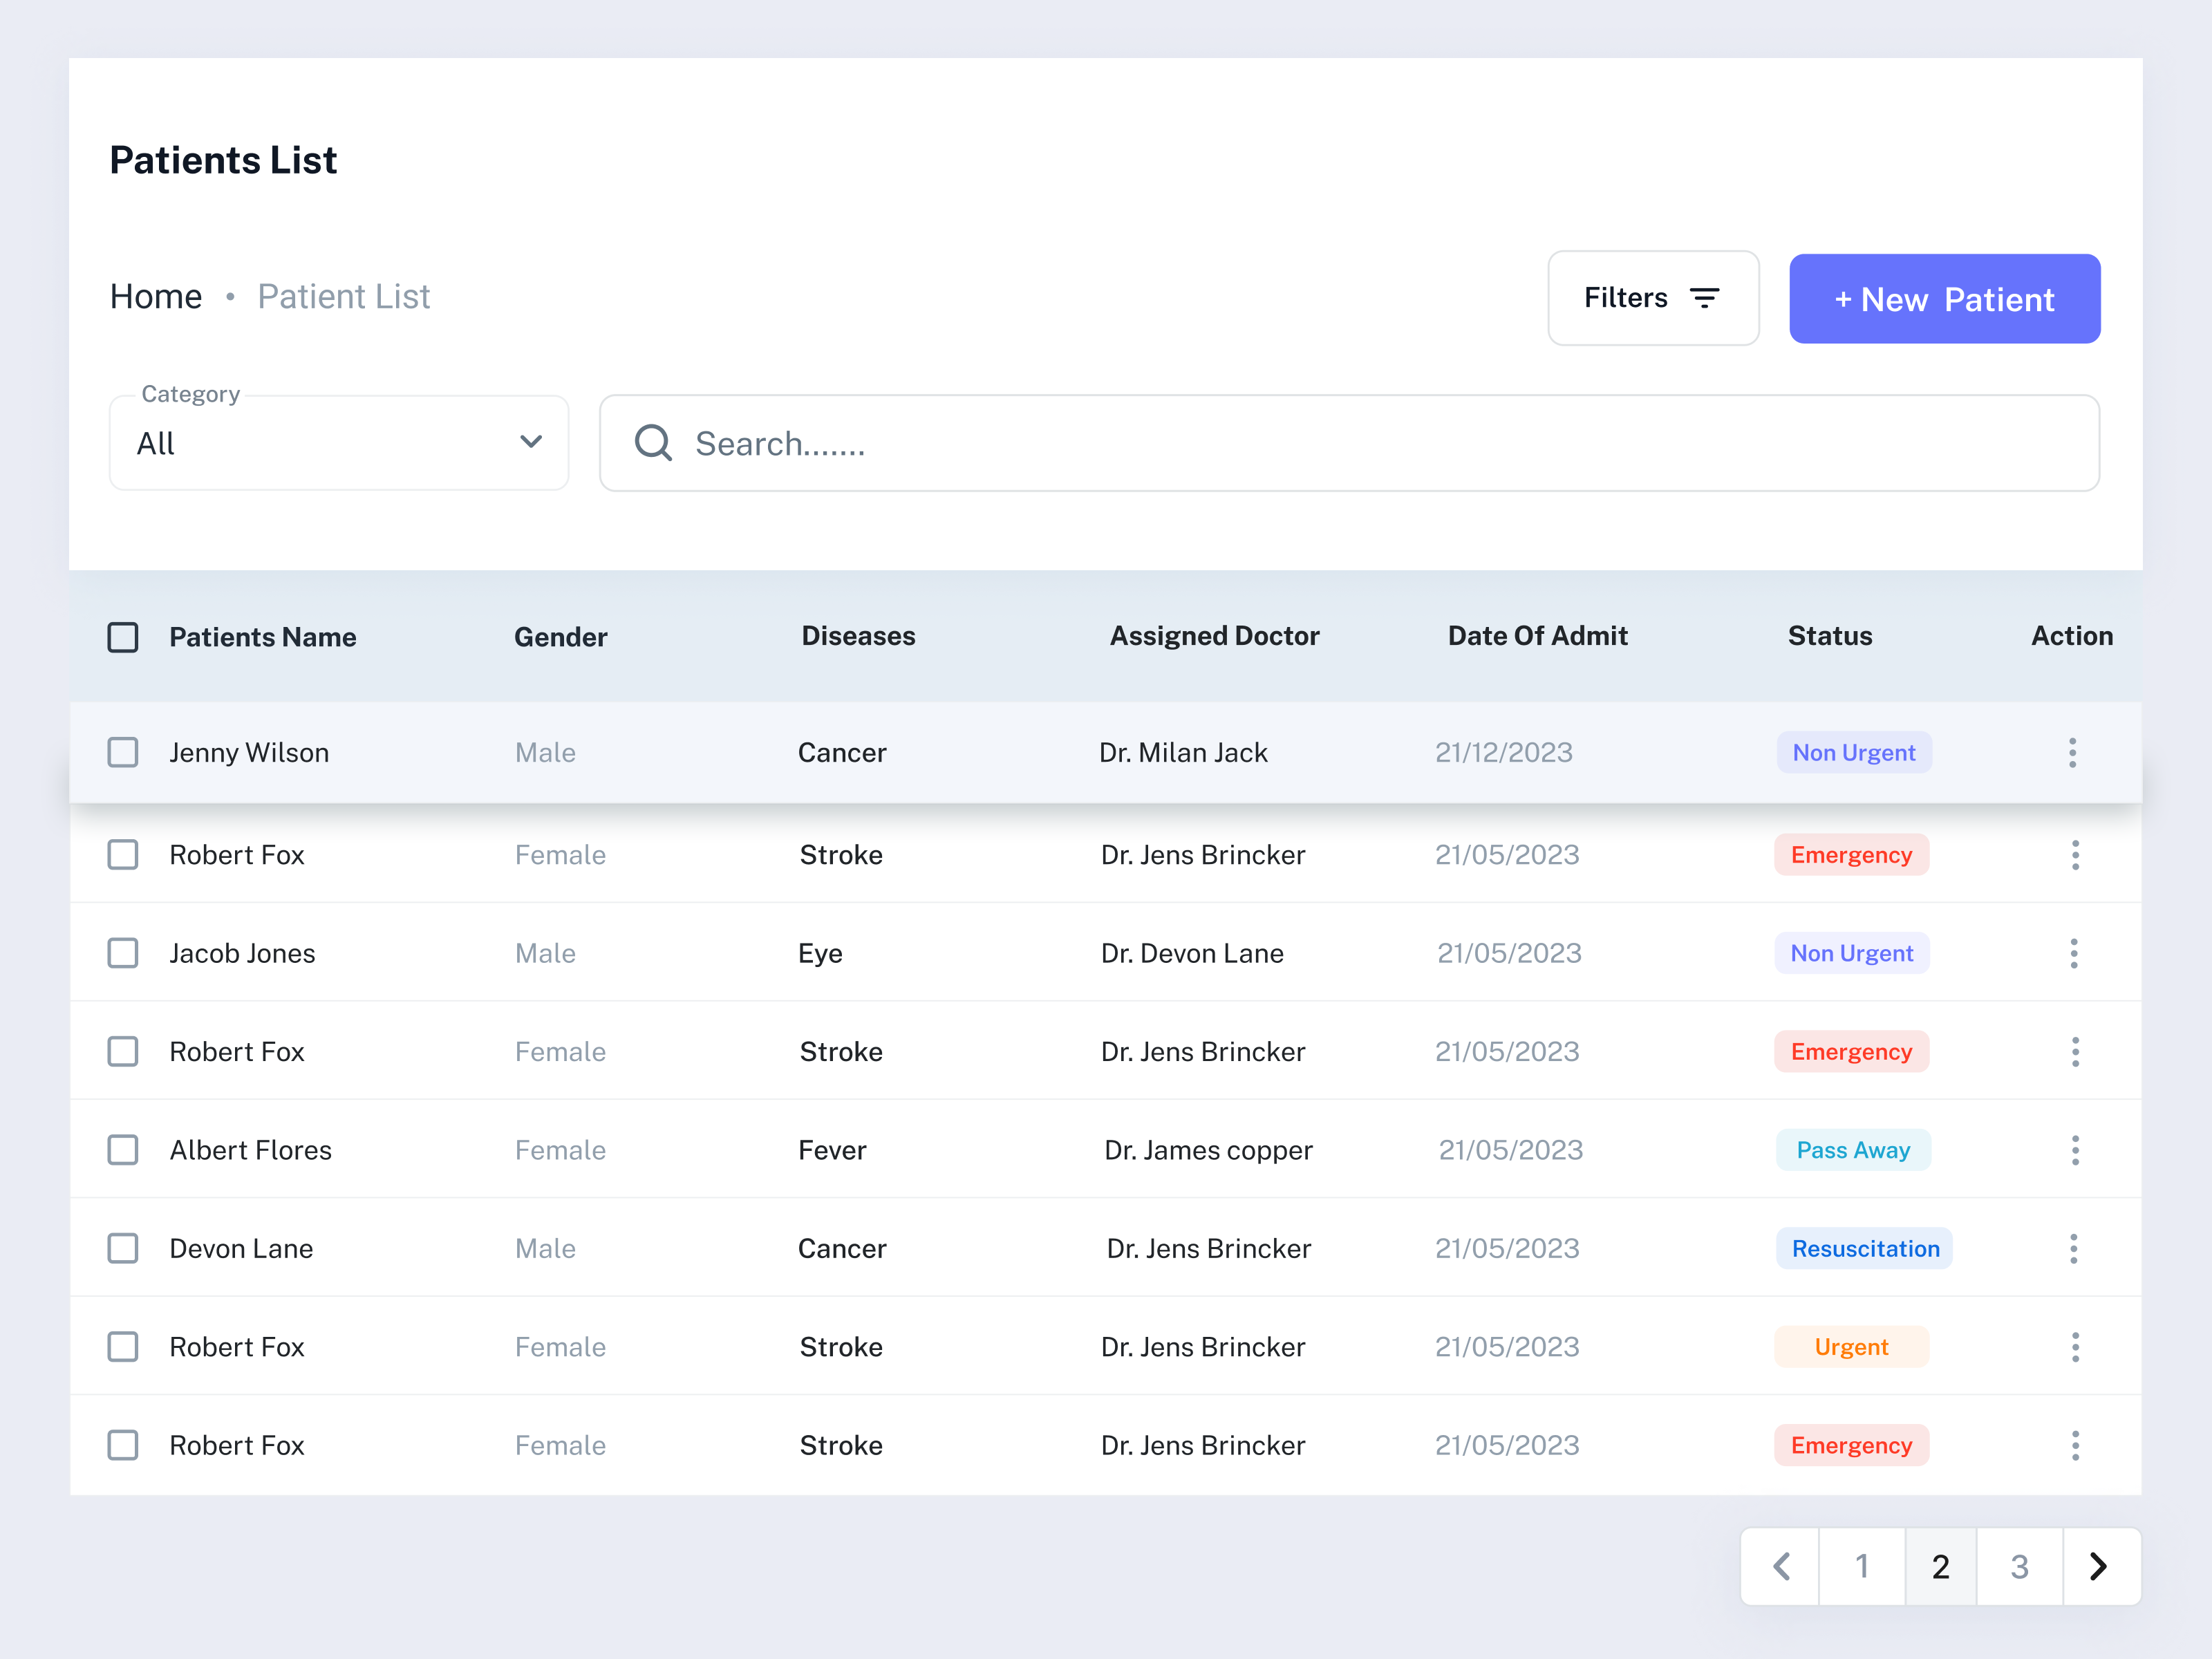 Patients List
Home • Patient List
Filters
+ New Patient
Category
All
Search.......
Patients Name Gender Diseases Assigned Doctor Date Of Admit Status Action
Jenny Wilson Male Cancer Dr. Milan Jack 21/12/2023 Non Urgent
Robert Fox Female Stroke Dr. Jens Brincker 21/05/2023 Emergency
Jacob Jones Male Eye Dr. Devon Lane 21/05/2023 Non Urgent
Robert Fox Female Stroke Dr. Jens Brincker 21/05/2023 Emergency
Albert Flores Female Fever Dr. James copper 21/05/2023 Pass Away
Devon Lane Male Cancer Dr. Jens Brincker 21/05/2023 Resuscitation
Robert Fox Female Stroke Dr. Jens Brincker 21/05/2023 Urgent
Robert Fox Female Stroke Dr. Jens Brincker 21/05/2023 Emergency
1 2 3